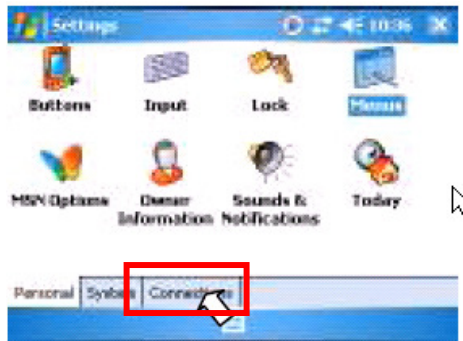 Settings 10:36
Buttons Input Lock Menus
MSN Options Owner Information Sounds & Notifications Today
Personal System Connections